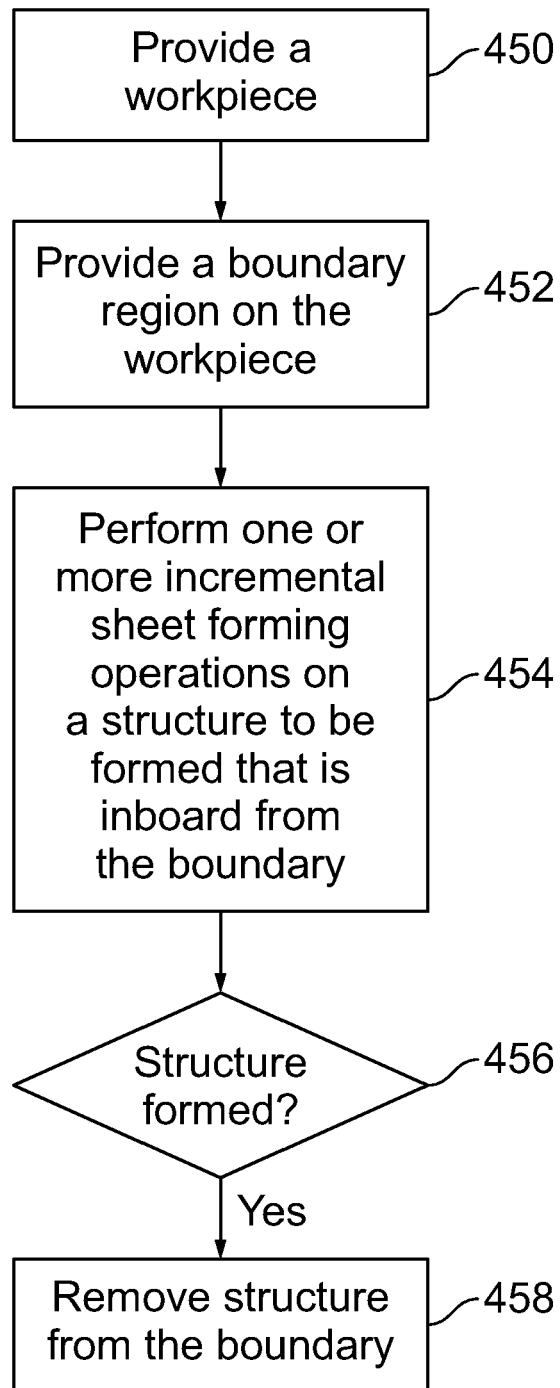 Provide a
workpiece
450
Provide a boundary
region on the
workpiece
452
Perform one or
more incremental
sheet forming
operations on
a structure to be
formed that is
inboard from
the boundary
454
Structure
formed?
456
Yes
Remove structure
from the boundary
458